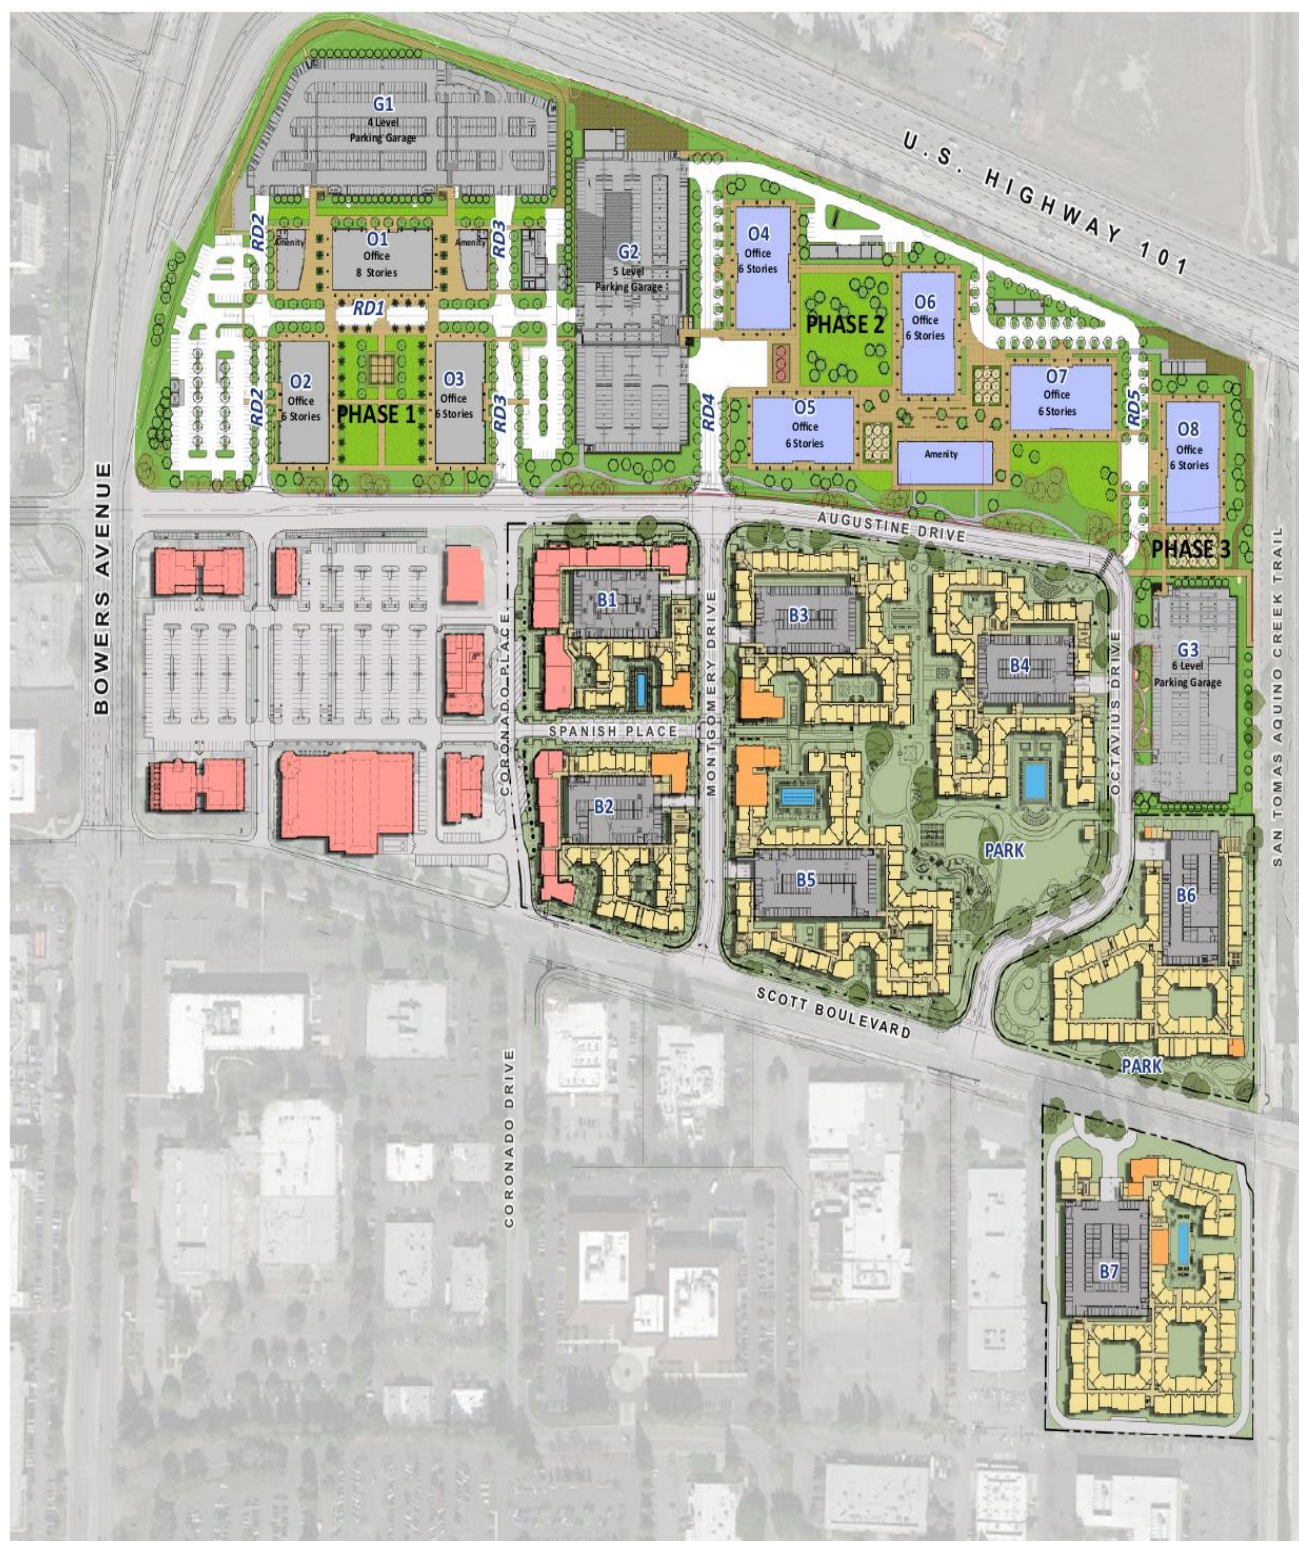 U.S. HIGHWAY 101
G1
4 Level
Parking Garage
RD2
Amenity
O1
Office
8 Stories
Amenity
RD3
RD1
G2
5 Level
Parking Garage
O4
Office
6 Stories
PHASE 2
O6
Office
6 Stories
RD2
O2
Office
6 Stories
PHASE 1
O3
Office
6 Stories
RD3
RD4
O5
Office
6 Stories
O7
Office
6 Stories
RD5
O8
Office
6 Stories
Amenity
PHASE 3
BOWERS AVENUE
AUGUSTINE DRIVE
CORONADO PLACE
B1
MONTGOMERY DRIVE
B3
B4
OCTAVIUS DRIVE
G3
6 Level
Parking Garage
SAN TOMAS AQUINO CREEK TRAIL
SPANISH PLACE
B2
B5
PARK
B6
SCOTT BOULEVARD
PARK
CORONADO DRIVE
B7